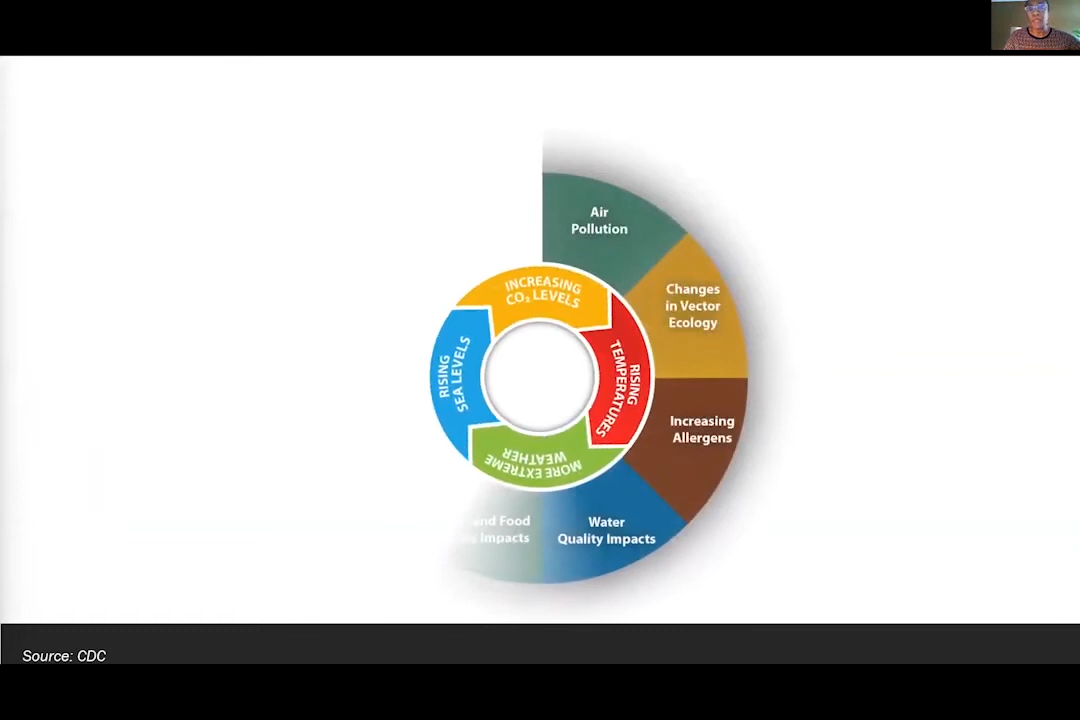 Air
Pollution
Changes
in Vector
Ecology
Increasing
Allergens
Water
Quality Impacts
and Food
Impacts
INCREASING
CO₂ LEVELS
RISING
TEMPERATURES
MORE EXTREME
WEATHER
RISING
SEA LEVELS
Source: CDC